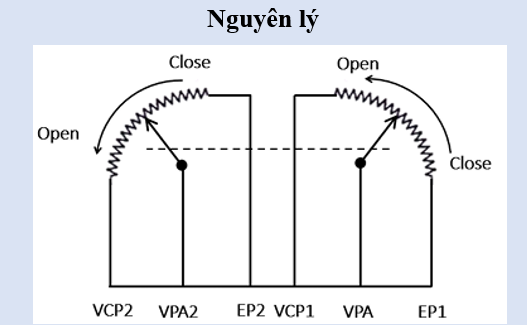 Nguyên lý
Close
Open
Open
Close
VCP2 VPA2 EP2 VCP1 VPA EP1